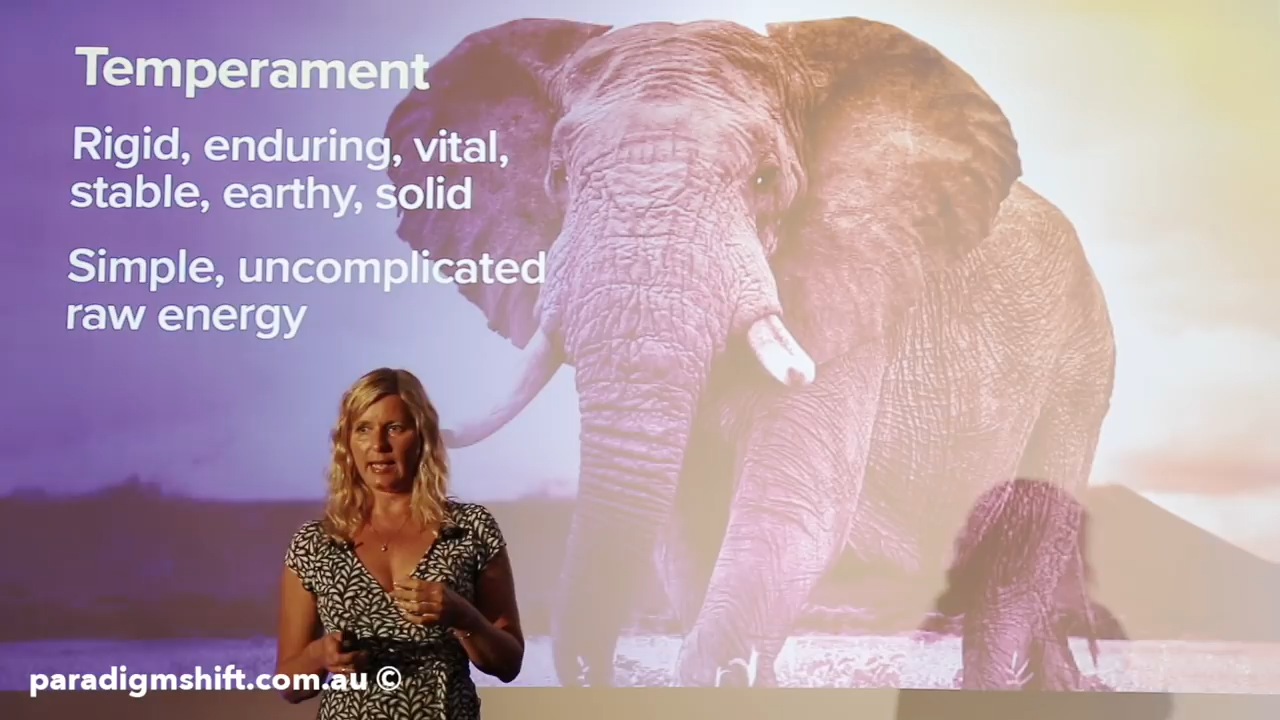 Temperament
Rigid, enduring, vital,
stable, earthy, solid
Simple, uncomplicated
raw energy
paradigmshift.com.au ©